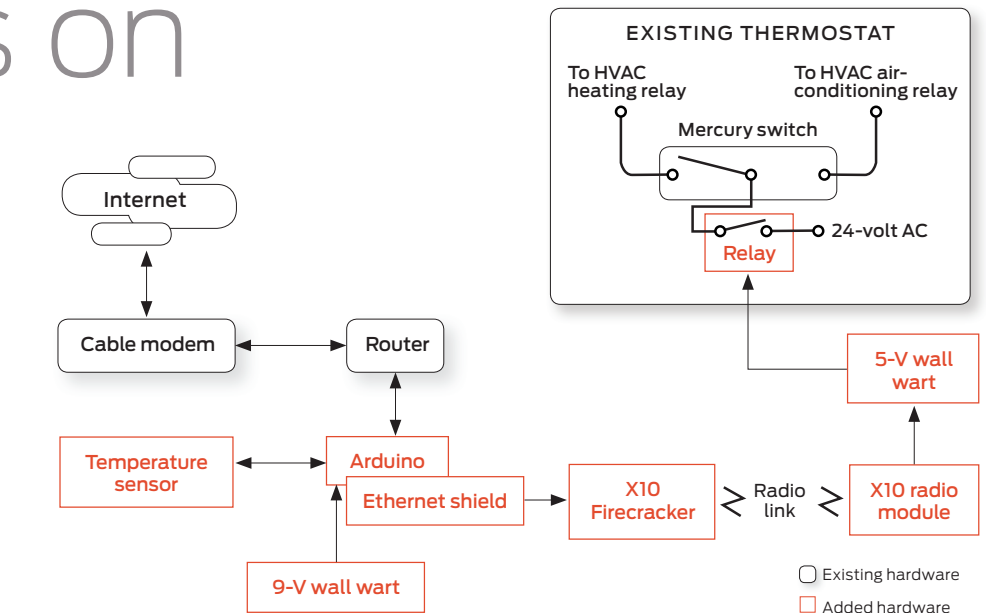 s on
EXISTING THERMOSTAT
To HVAC
heating relay
To HVAC air-
conditioning relay
Mercury switch
24-volt AC
Relay
Internet
Cable modem
Router
5-V wall
wart
Temperature
sensor
Arduino
Ethernet shield
X10
Firecracker
Radio
link
X10 radio
module
9-V wall wart
Existing hardware
Added hardware